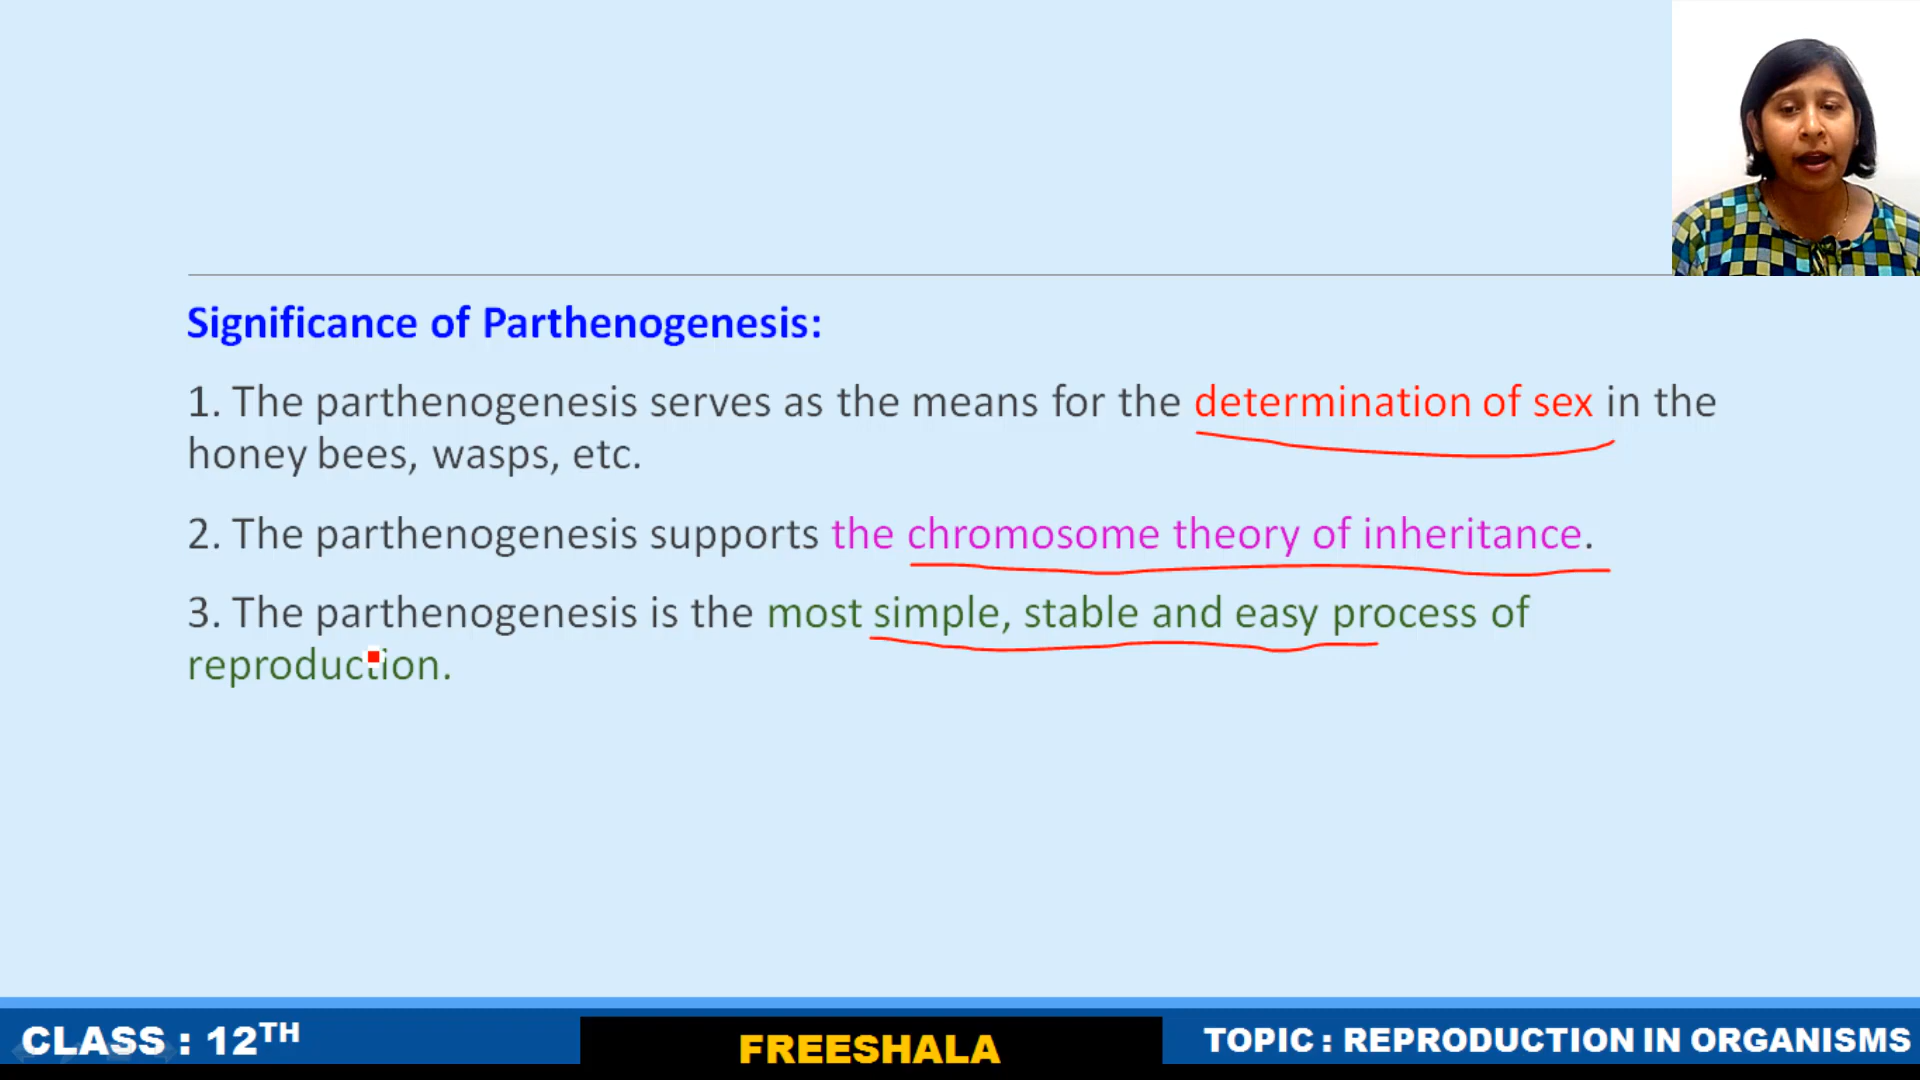 Significance of Parthenogenesis:
1. The parthenogenesis serves as the means for the determination of sex in the
honey bees, wasps, etc.
2. The parthenogenesis supports the chromosome theory of inheritance.
3. The parthenogenesis is the most simple, stable and easy process of
reproduction.
CLASS : 12TH
FREESHALA
TOPIC : REPRODUCTION IN ORGANISMS